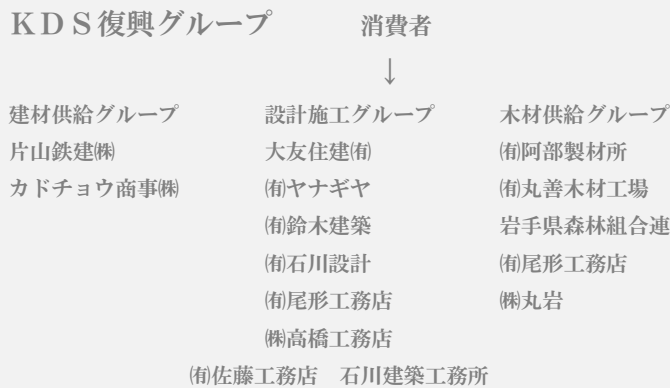 ＫＤＳ復興グループ　消費者
↓
建材供給グループ　設計施工グループ　木材供給グループ
片山鉄建㈱　大友住建㈲　㈲阿部製材所
カドチョウ商事㈱　㈲ヤナギヤ　㈲丸善木材工場
㈲鈴木建築　岩手県森林組合連
㈲石川設計　㈲尾形工務店
㈲尾形工務店　㈱丸岩
㈱高橋工務店
㈲佐藤工務店　石川建築工務所